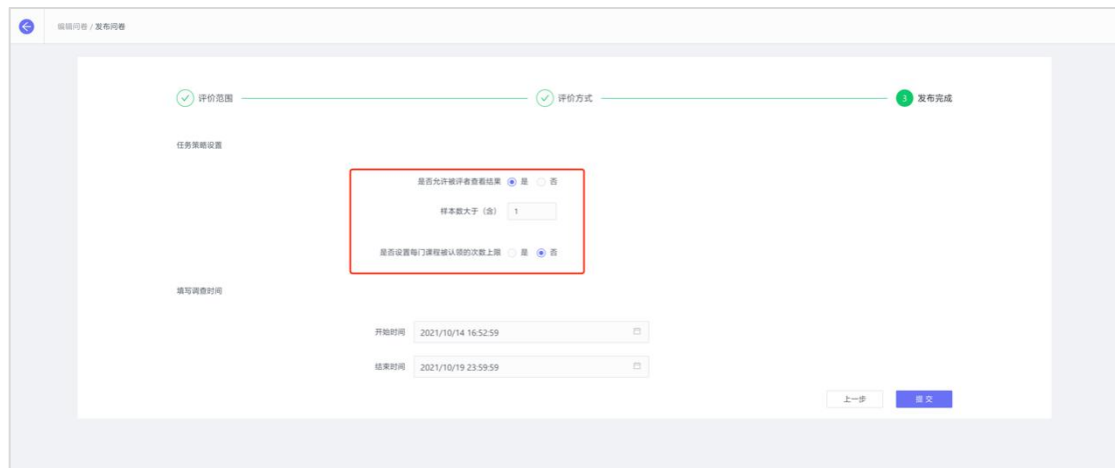 编辑问卷 / 发布问卷
评价范围
评价方式
3 发布完成
任务策略设置
是否允许被评者查看结果 是 否
样本数大于（含） 1
是否设置每门课程被认领的次数上限 是 否
填写调查时间
开始时间 2021/10/14 16:52:59
结束时间 2021/10/19 23:59:59
上一步 提 交